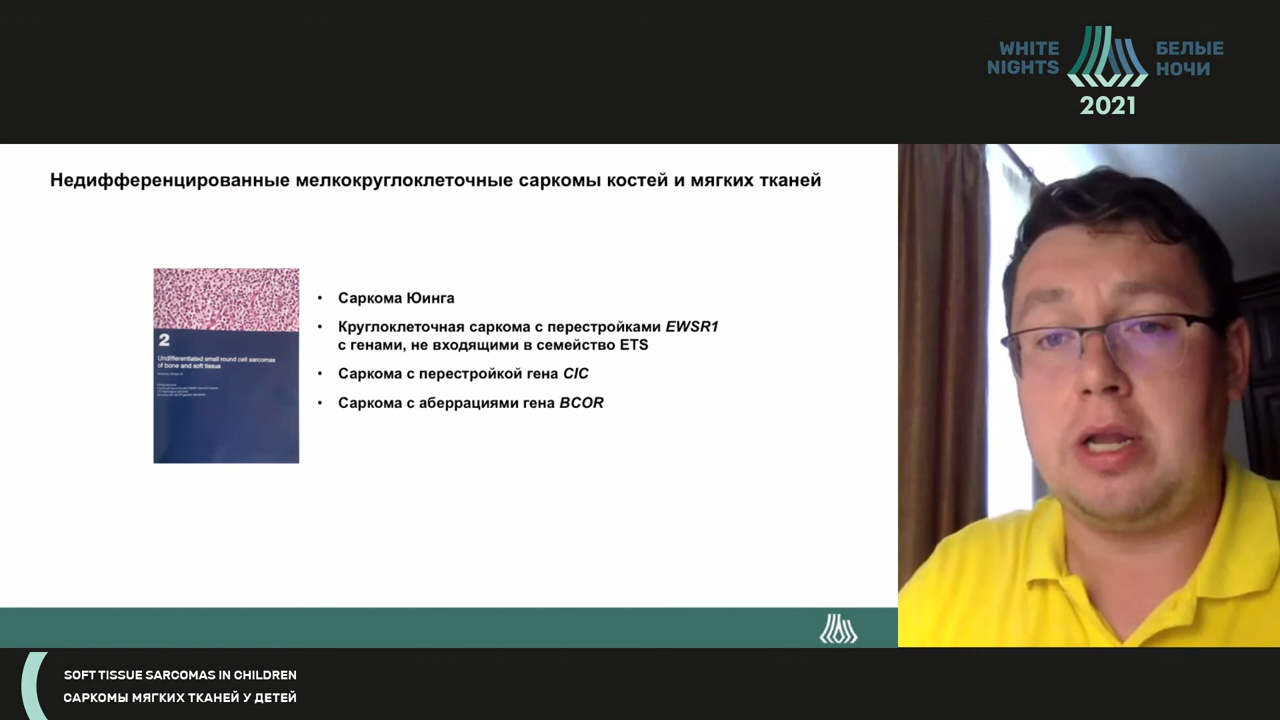 WHITE
NIGHTS
БЕЛЫЕ
НОЧИ
2021
Недифференцированные мелкокруглоклеточные саркомы костей и мягких тканей
2
Undifferentiated small round cell sarcomas
of bone and soft tissue
• Саркома Юинга
• Круглоклеточная саркома с перестройками EWSR1
с генами, не входящими в семейство ETS
• Саркома с перестройкой гена CIC
• Саркома с аберрациями гена BCOR
SOFT TISSUE SARCOMAS IN CHILDREN
САРКОМЫ МЯГКИХ ТКАНЕЙ У ДЕТЕЙ